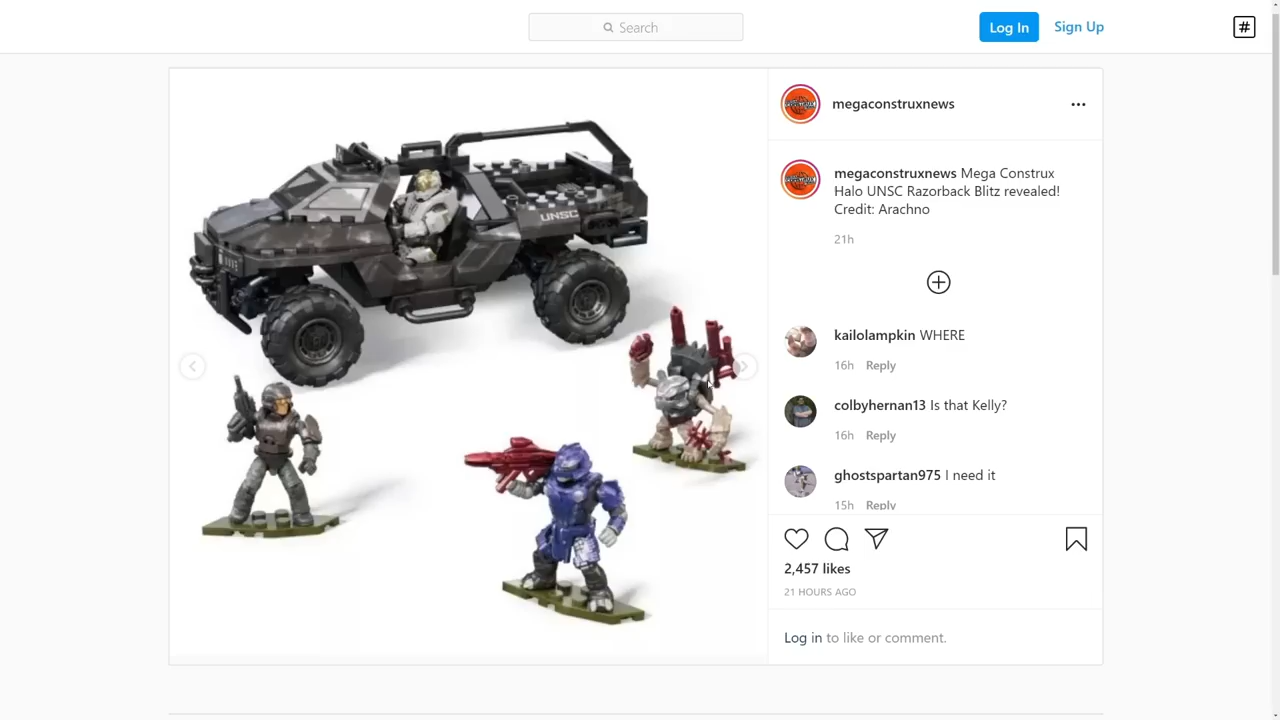 Search
Log In
Sign Up
#
megaconstruxnews
megaconstruxnews Mega Construx
Halo UNSC Razorback Blitz revealed!
Credit: Arachno
21h
kailolampkin WHERE
16h Reply
colbyhernan13 Is that Kelly?
16h Reply
ghostspartan975 I need it
15h Reply
2,457 likes
21 HOURS AGO
Log in to like or comment.
UNSC